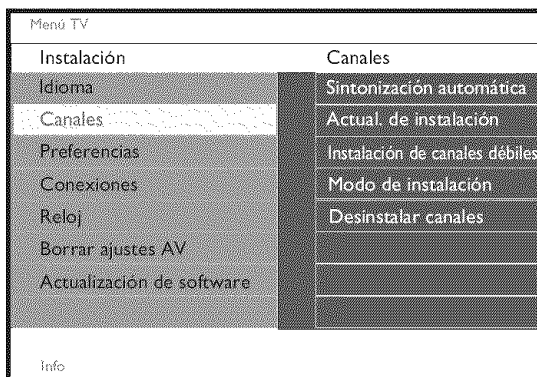 Menú TV
Instalación
Idioma
Canales
Preferencias
Conexiones
Reloj
Borrar ajustes AV
Actualización de software
Canales
Sintonización automática
Actual. de instalación
Instalación de canales débiles
Modo de instalación
Desinstalar canales
Info